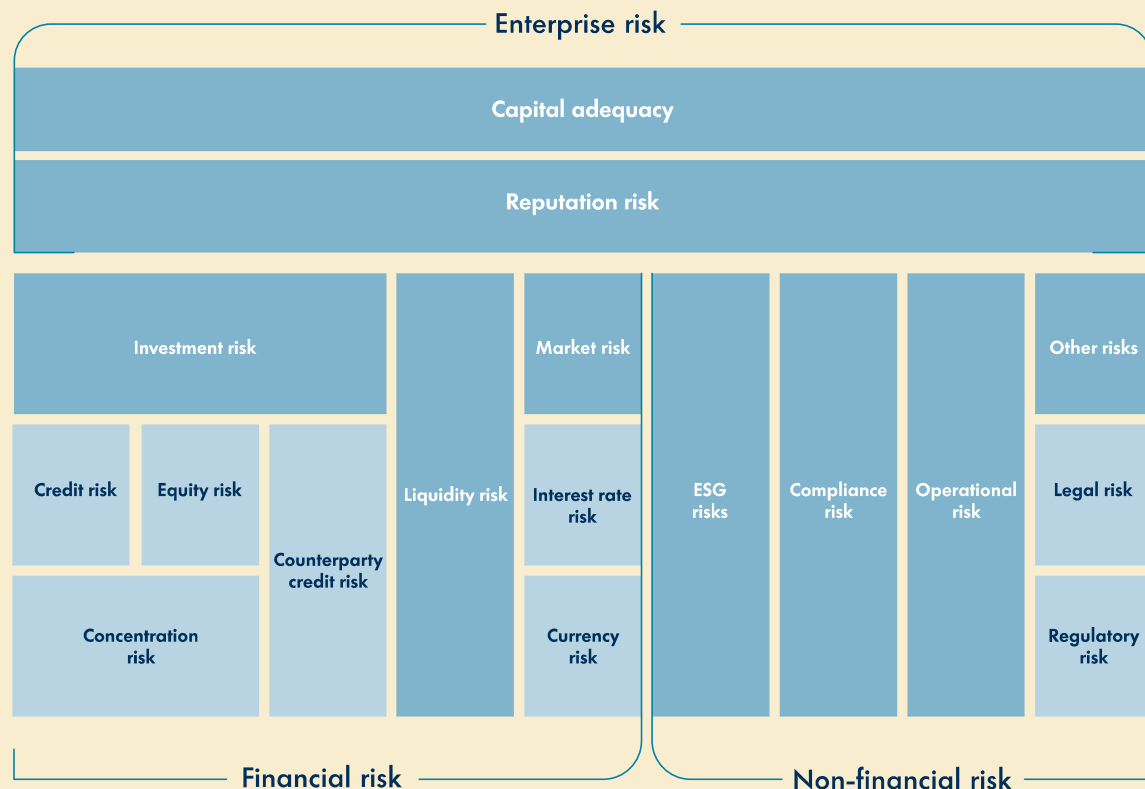 Enterprise risk
Capital adequacy
Reputation risk
Investment risk
Credit risk
Equity risk
Counterparty
credit risk
Concentration
risk
Liquidity risk
Market risk
Interest rate
risk
Currency
risk
ESG
risks
Compliance
risk
Operational
risk
Other risks
Legal risk
Regulatory
risk
Financial risk
Non-financial risk